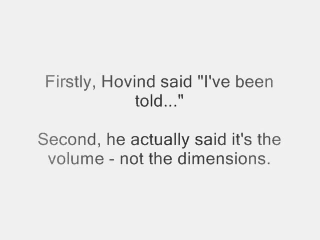 Firstly, Hovind said "I've been
told..."
Second, he actually said it's the
volume - not the dimensions.